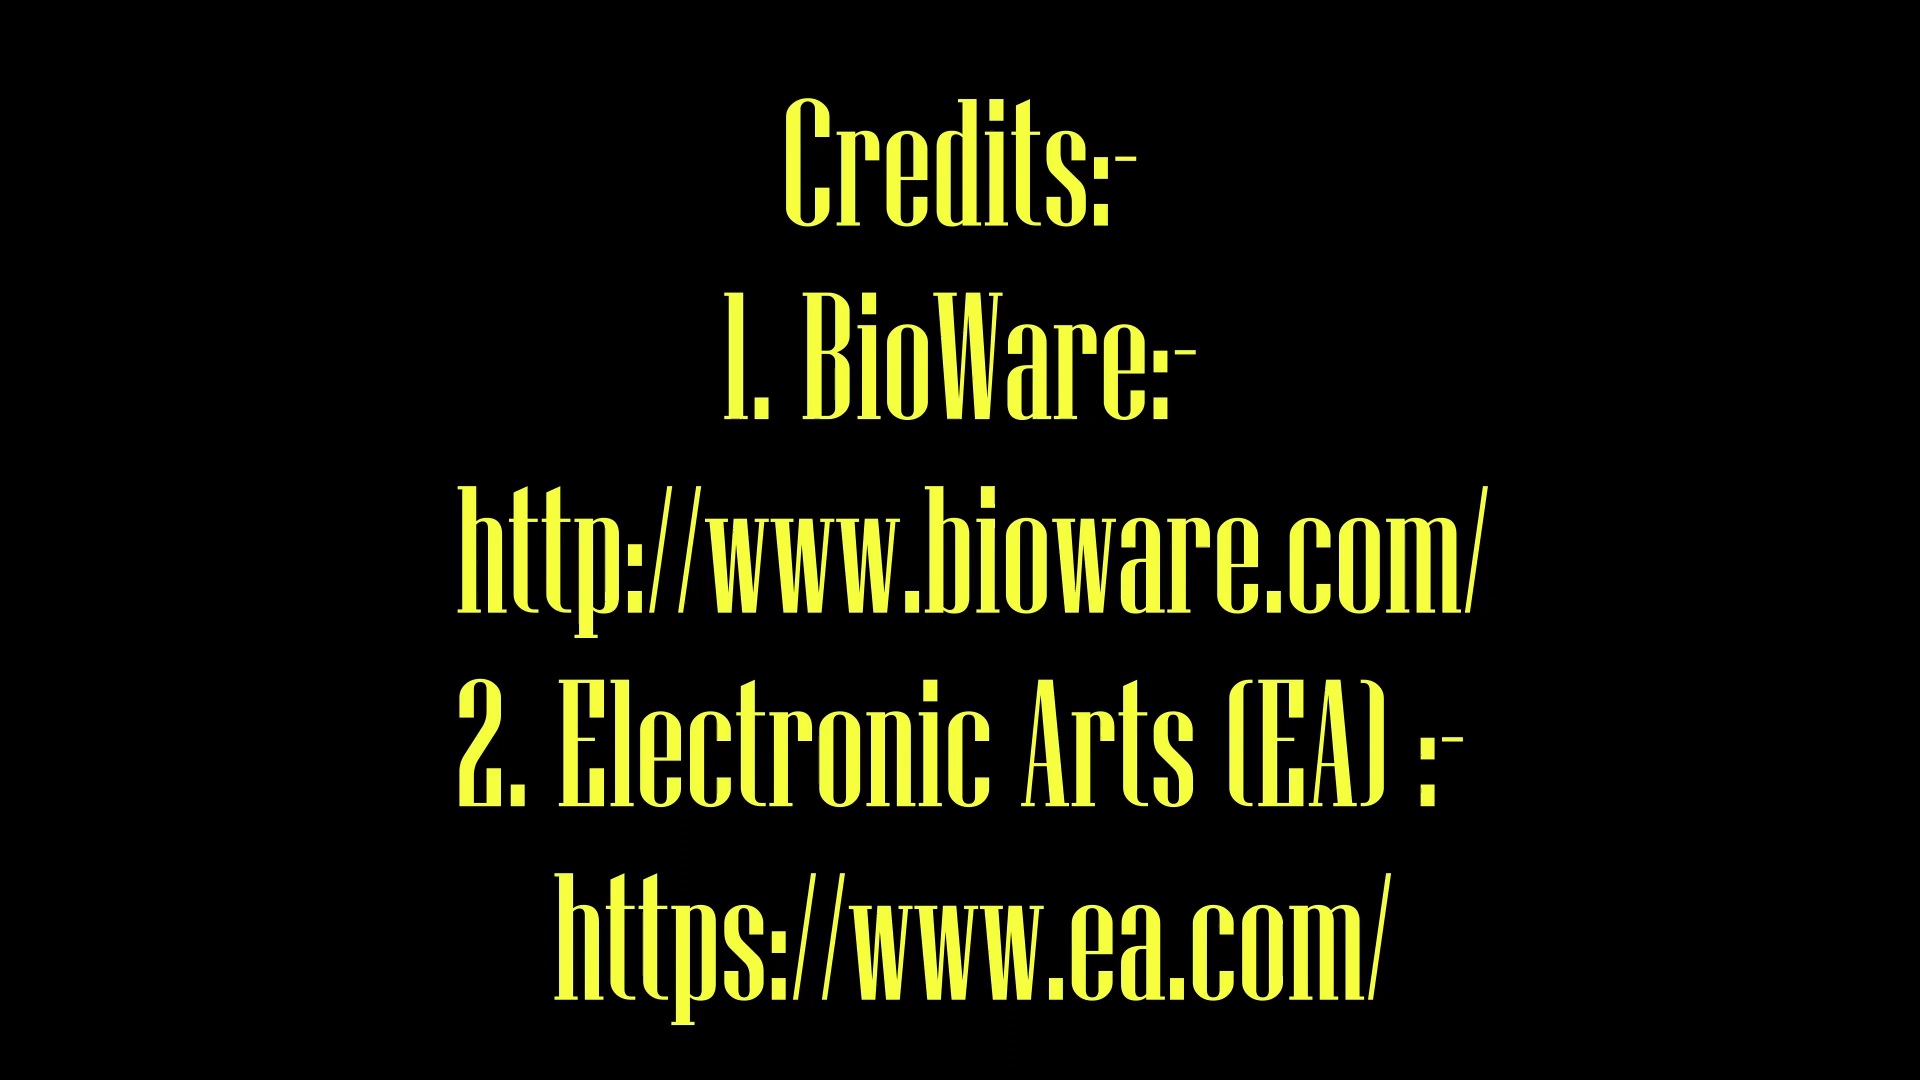 Credits:-
1. BioWare:-
http://www.bioware.com/
2. Electronic Arts (EA) :-
https://www.ea.com/